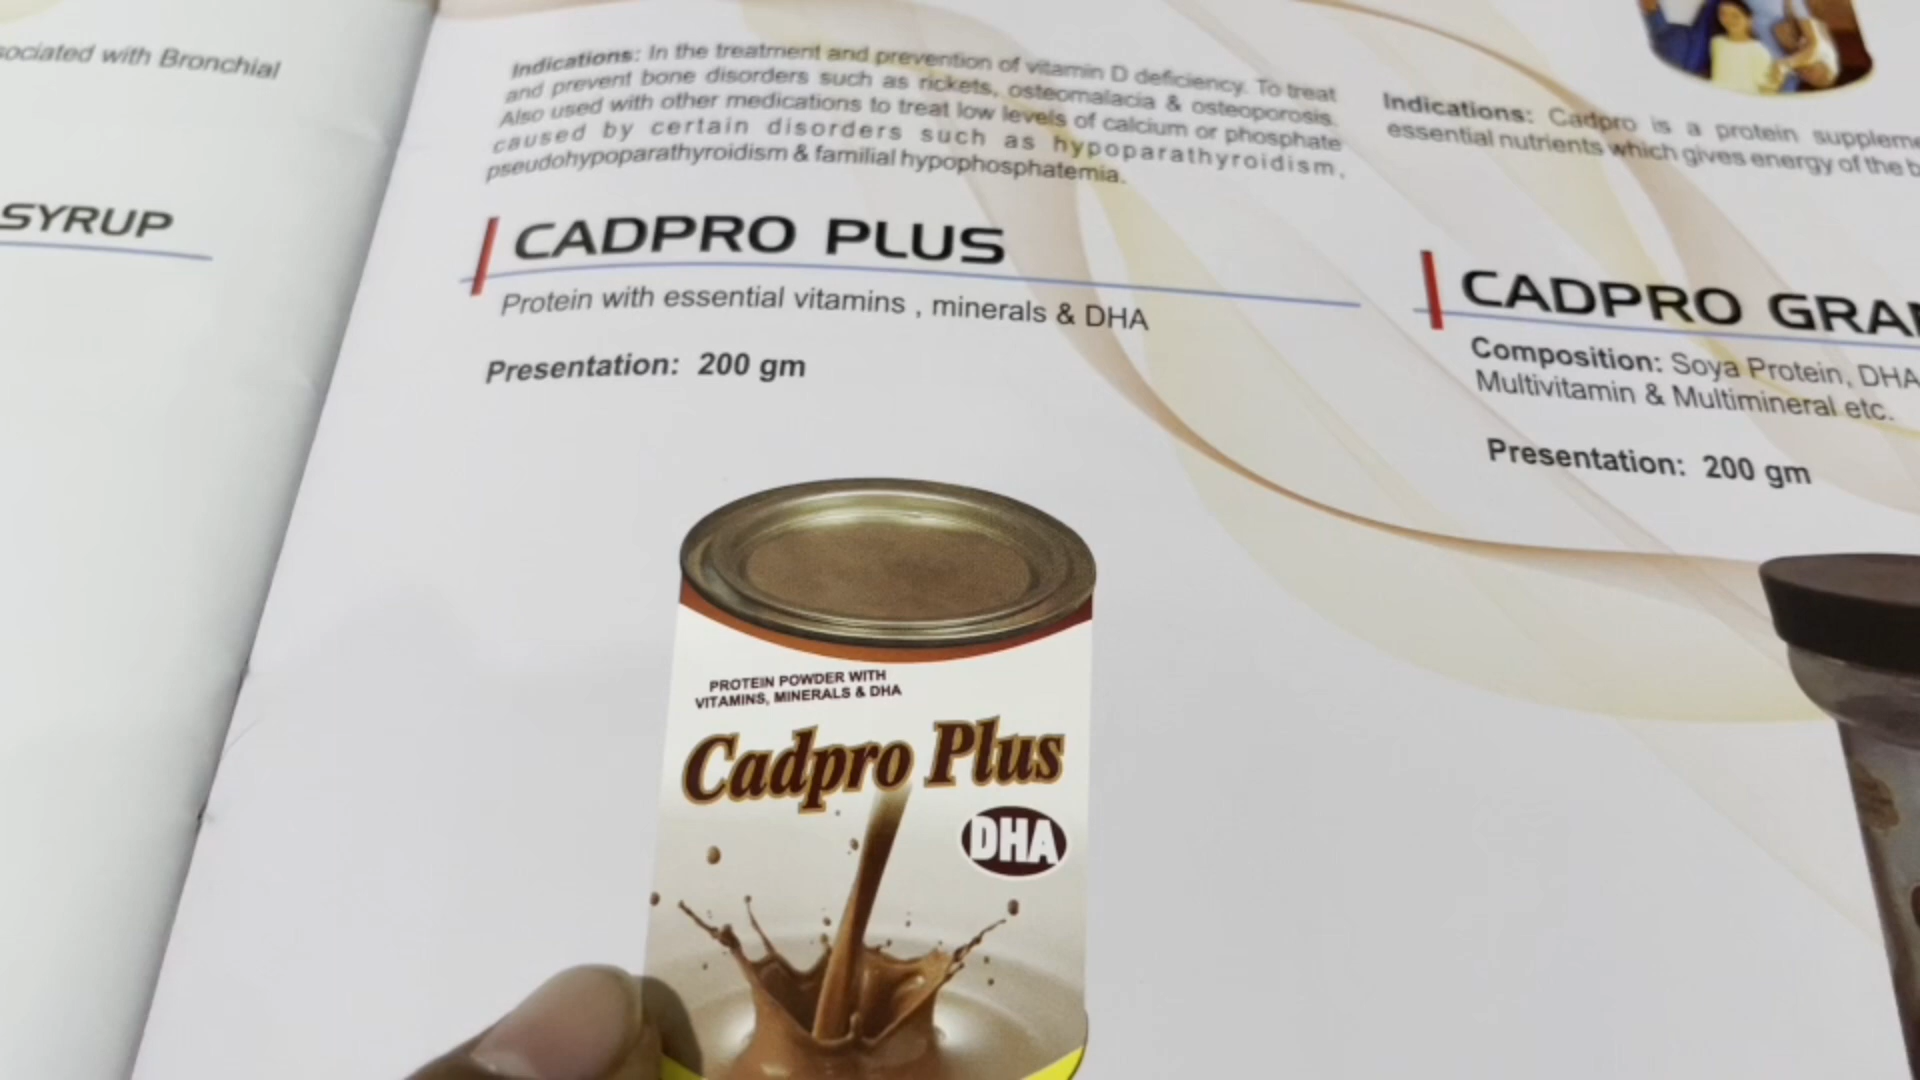 sociated with Bronchial
SYRUP
Indications: In the treatment and prevention of vitamin D deficiency. To treat
and prevent bone disorders such as rickets, osteomalacia & osteoporosis.
Also used with other medications to treat low levels of calcium or phosphate
caused by certain disorders such as hypoparathyroidism,
pseudohypoparathyroidism & familial hypophosphatemia.
CADPRO PLUS
Protein with essential vitamins , minerals & DHA
Presentation: 200 gm
PROTEIN POWDER WITH
VITAMINS, MINERALS & DHA
Cadpro Plus
DHA
Indications: Cadpro is a protein
essential nutrients which gives energy of the
CADPRO
Composition: Soya Protein, DHA
Multivitamin & Multimineral etc.
Presentation: 200 gm